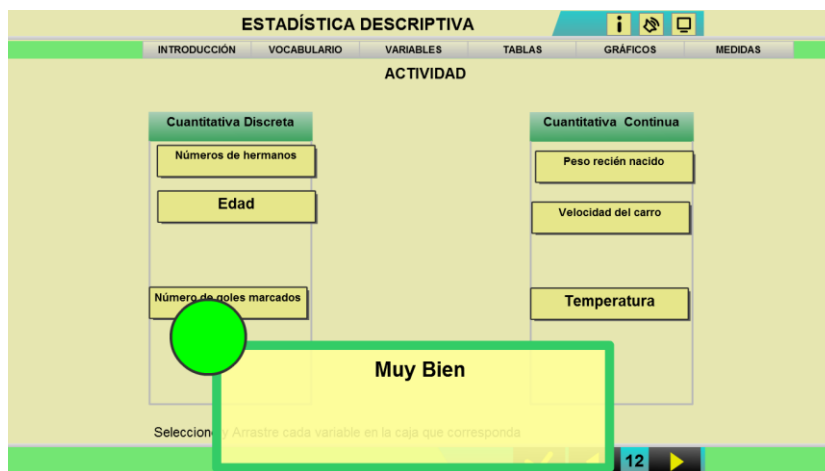 ESTADÍSTICA DESCRIPTIVA
INTRODUCCIÓN VOCABULARIO VARIABLES TABLAS GRÁFICOS MEDIDAS
ACTIVIDAD
Cuantitativa Discreta
Números de hermanos
Edad
Número de goles marcados
Cuantitativa Continua
Peso recién nacido
Velocidad del carro
Temperatura
Muy Bien
Seleccion y Arrastre cada variable en la caja que corresponda
12